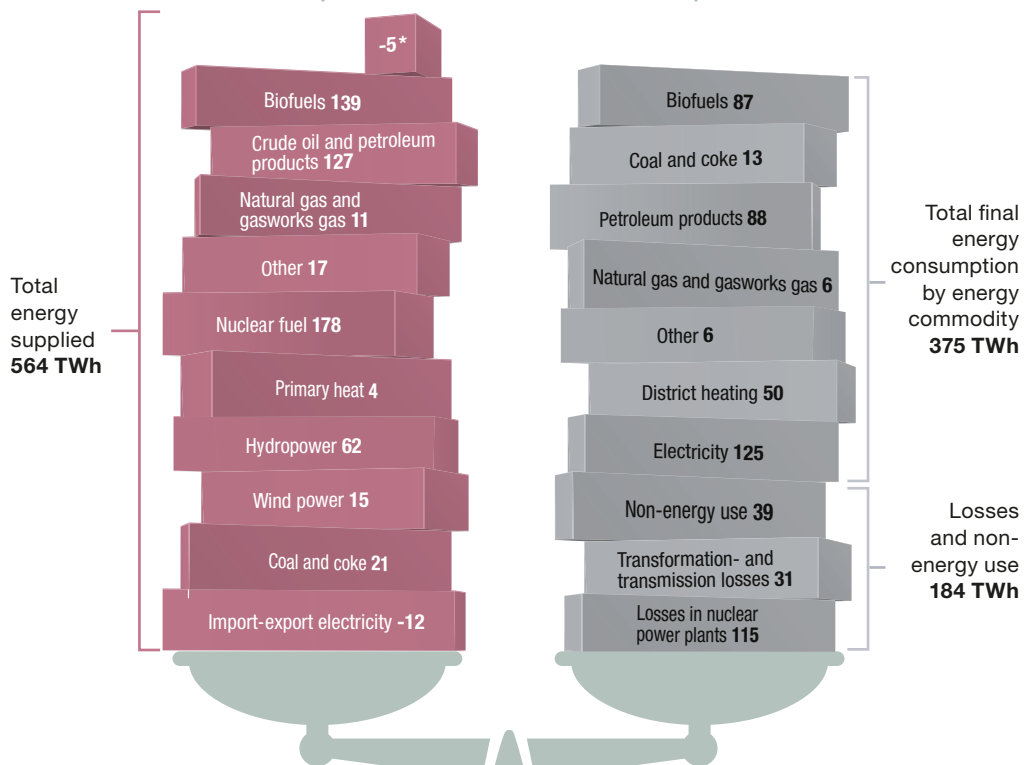 -5*
Biofuels 139
Crude oil and petroleum
products 127
Natural gas and
gasworks gas 11
Other 17
Nuclear fuel 178
Primary heat 4
Hydropower 62
Wind power 15
Coal and coke 21
Import-export electricity -12
Total
energy
supplied
564 TWh
Biofuels 87
Coal and coke 13
Petroleum products 88
Natural gas and gasworks gas 6
Other 6
District heating 50
Electricity 125
Non-energy use 39
Transformation- and
transmission losses 31
Losses in nuclear
power plants 115
Total final
energy
consumption
by energy
commodity
375 TWh
Losses
and non-
energy use
184 TWh